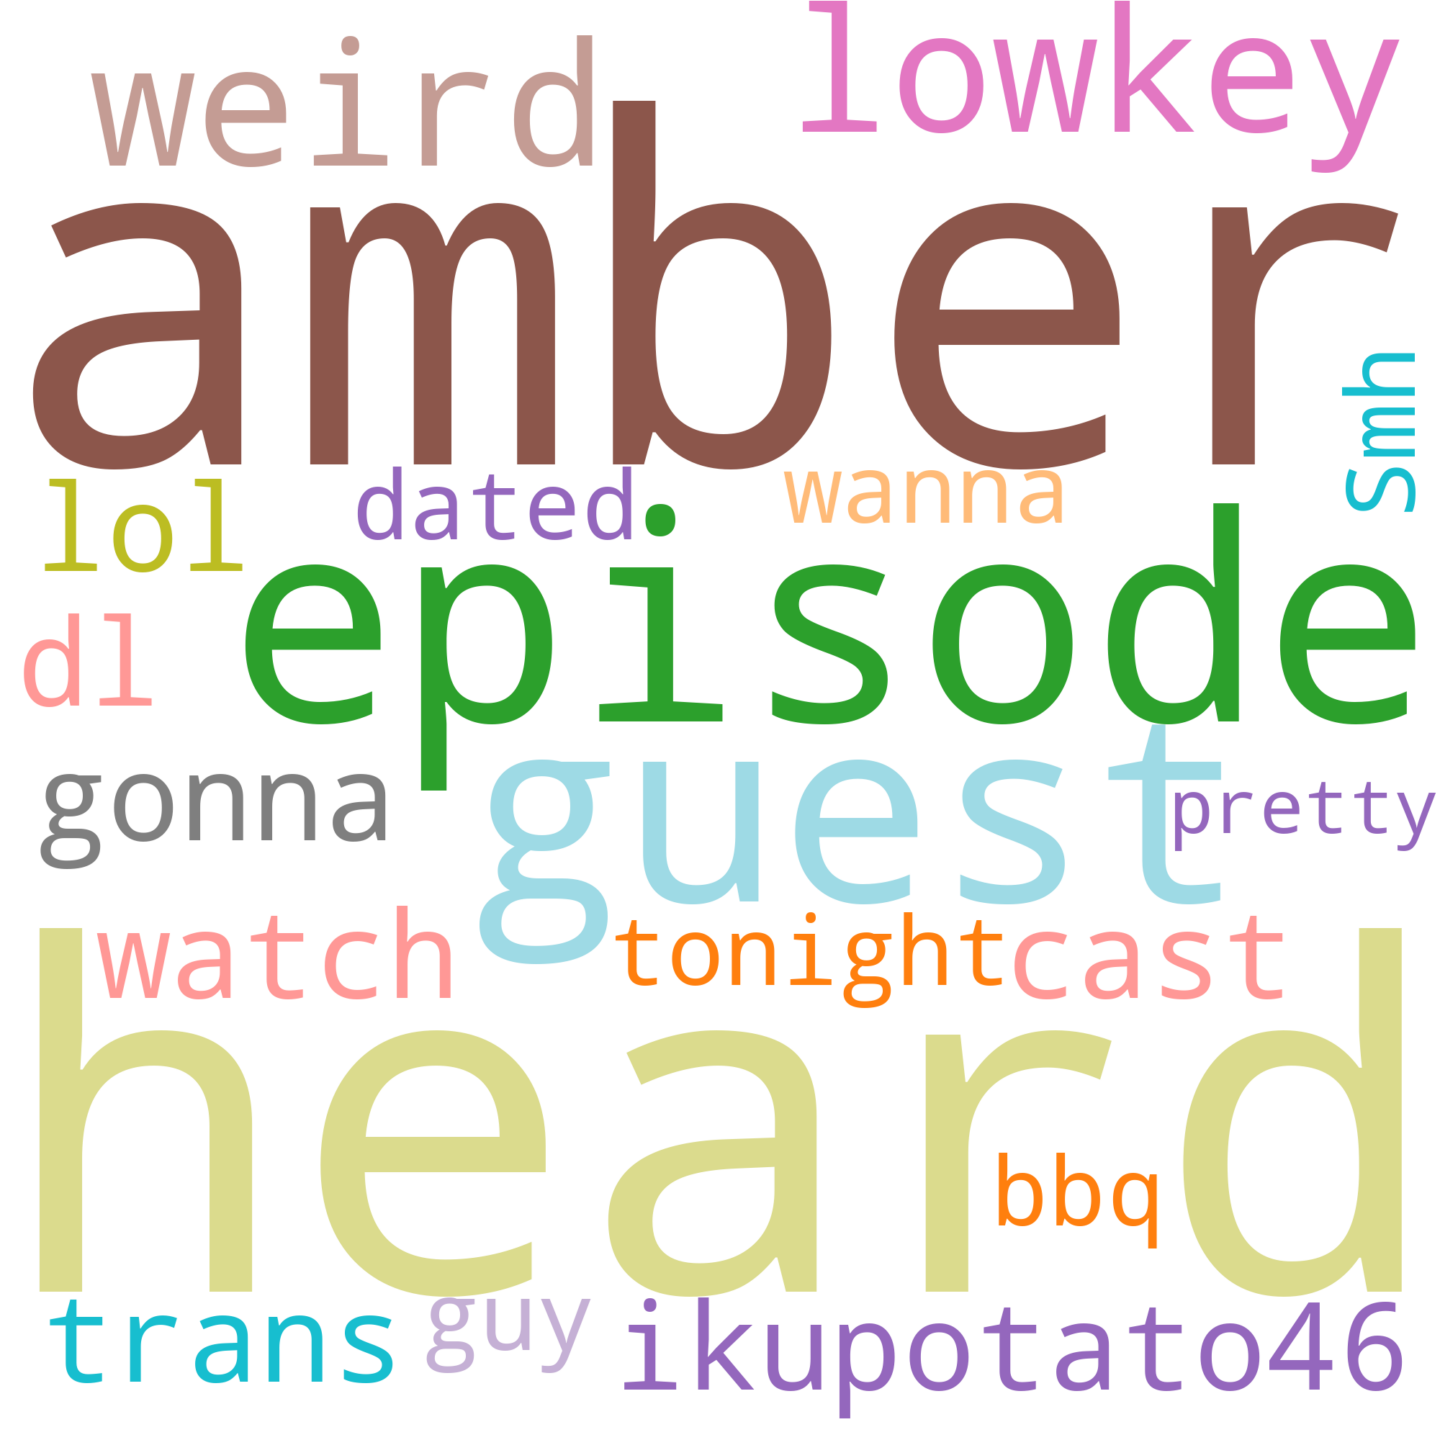 weird lowkey
amber
Smh
lol dated wanna
episode
dl
guest
gonna pretty
watch tonight cast
heard
bbq
trans guy ikupotato46